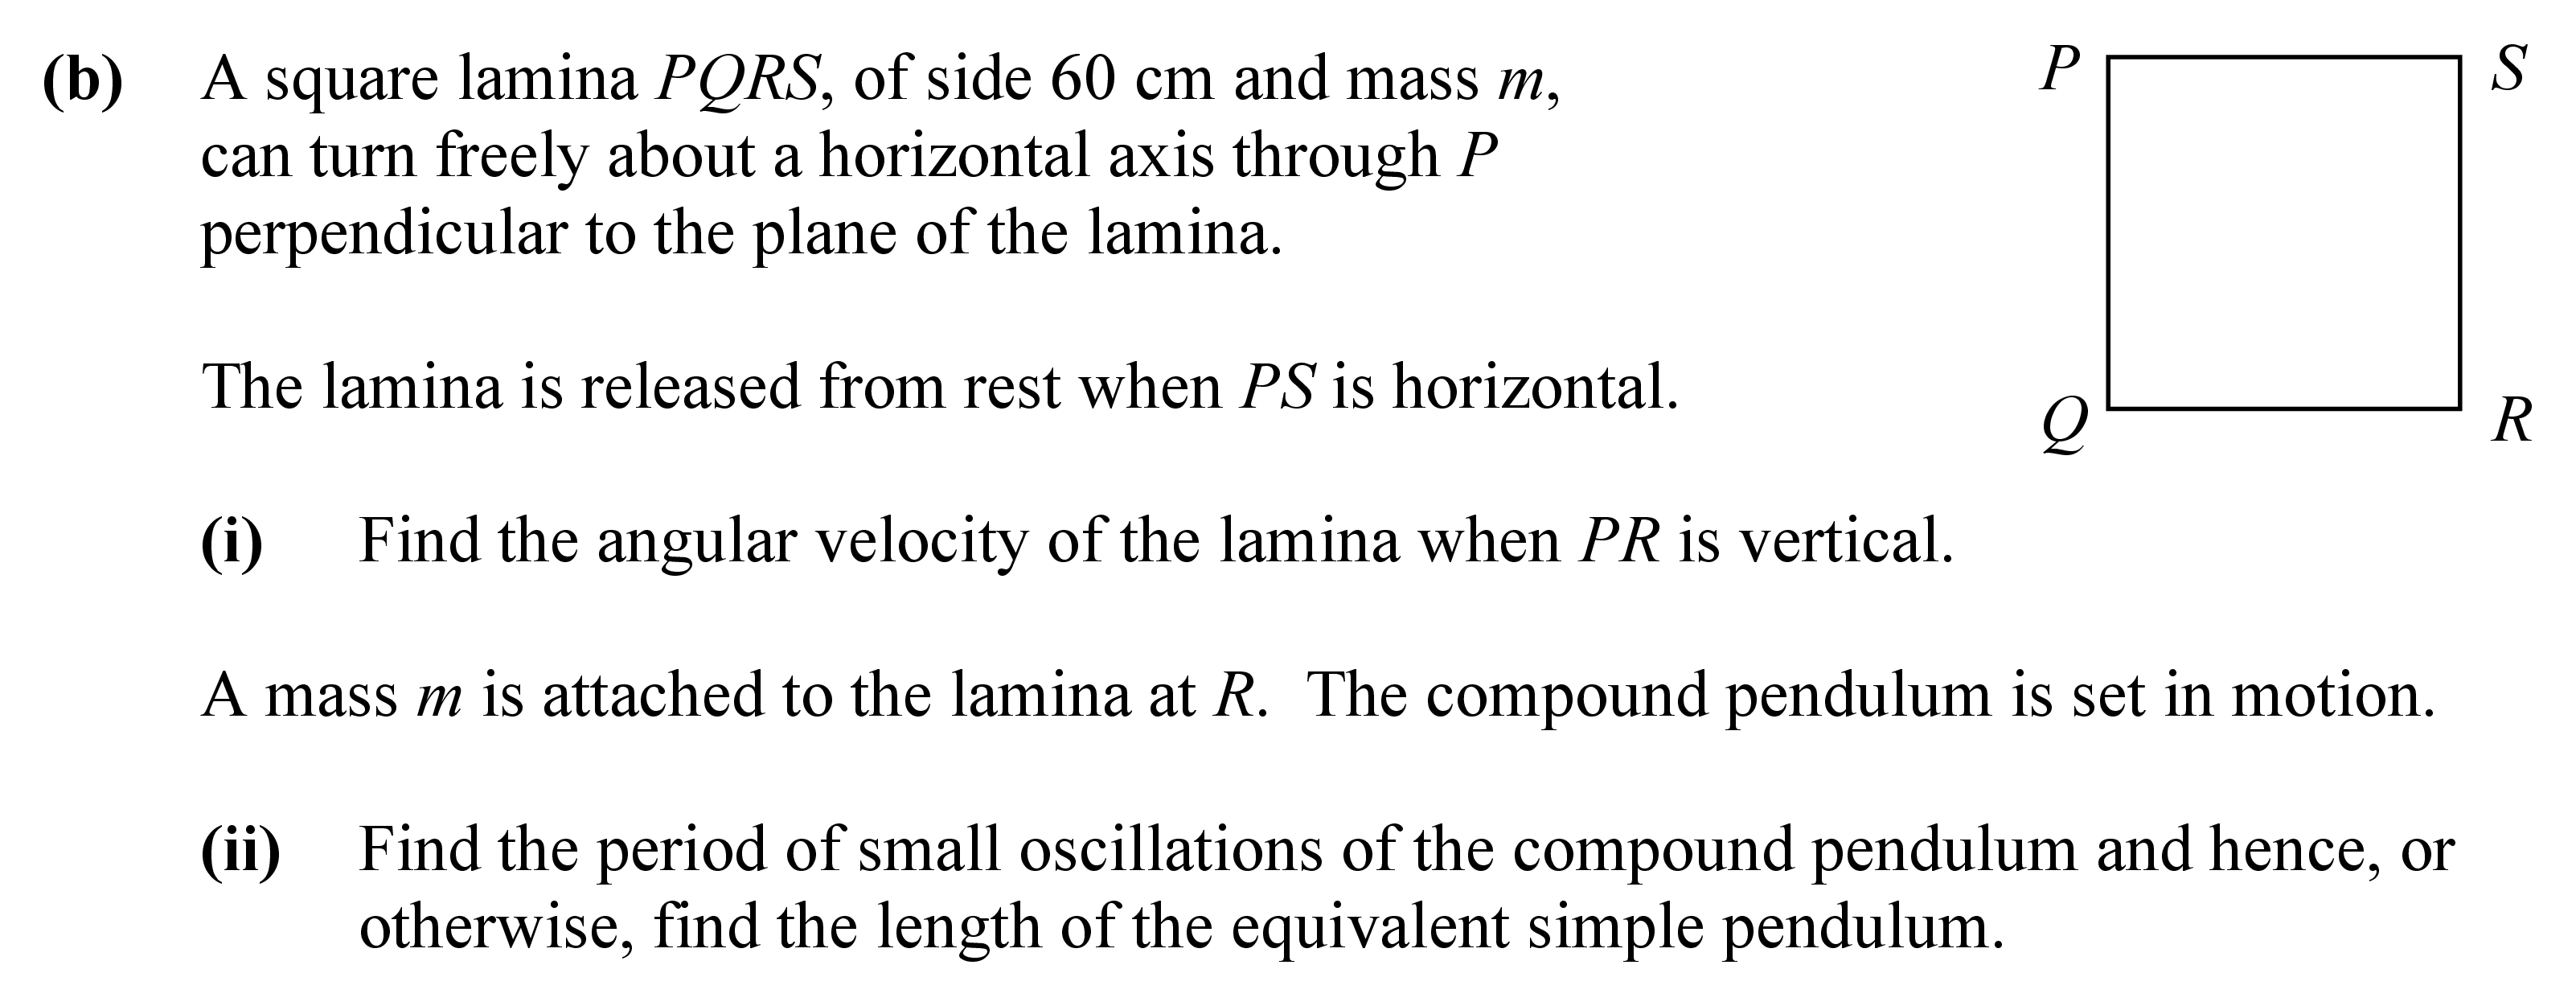 (b) A square lamina PQRS, of side 60 cm and mass m,
can turn freely about a horizontal axis through P
perpendicular to the plane of the lamina.
P S
Q R
The lamina is released from rest when PS is horizontal.
(i) Find the angular velocity of the lamina when PR is vertical.
A mass m is attached to the lamina at R. The compound pendulum is set in motion.
(ii) Find the period of small oscillations of the compound pendulum and hence, or
otherwise, find the length of the equivalent simple pendulum.